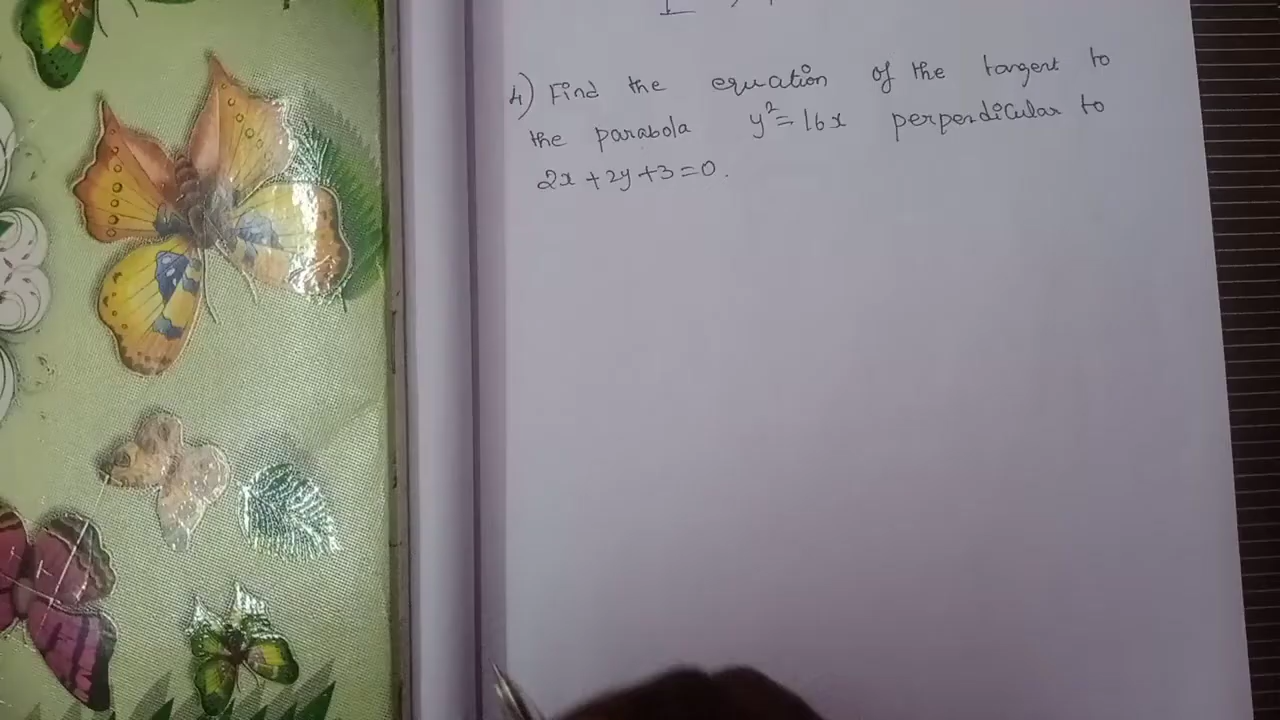 4) Find the equation of the tangent to
the parabola y²=16x perpendicular to
2x+2y+3=0.